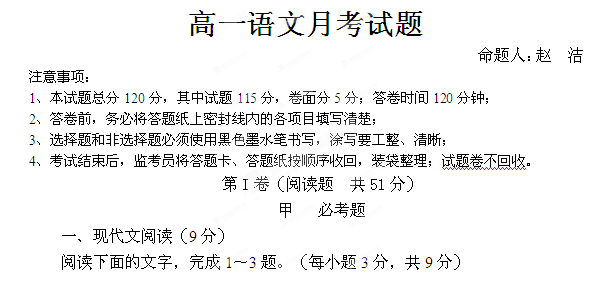 高一语文月考试题
命题人：赵 洁
注意事项：
1、本试题总分 120 分，其中试题 115 分，卷面分 5 分；答卷时间 120 分钟；
2、答卷前，务必将答题纸上密封线内的各项目填写清楚；
3、选择题和非选择题必须使用黑色墨水笔书写，涂写要工整、清晰；
4、考试结束后，监考员将答题卡、答题纸按顺序收回，装袋整理；试题卷不回收。
第 I 卷（阅读题 共 51 分）
甲 必考题
一、现代文阅读（9 分）
阅读下面的文字，完成 1～3 题。（每小题 3 分，共 9 分）